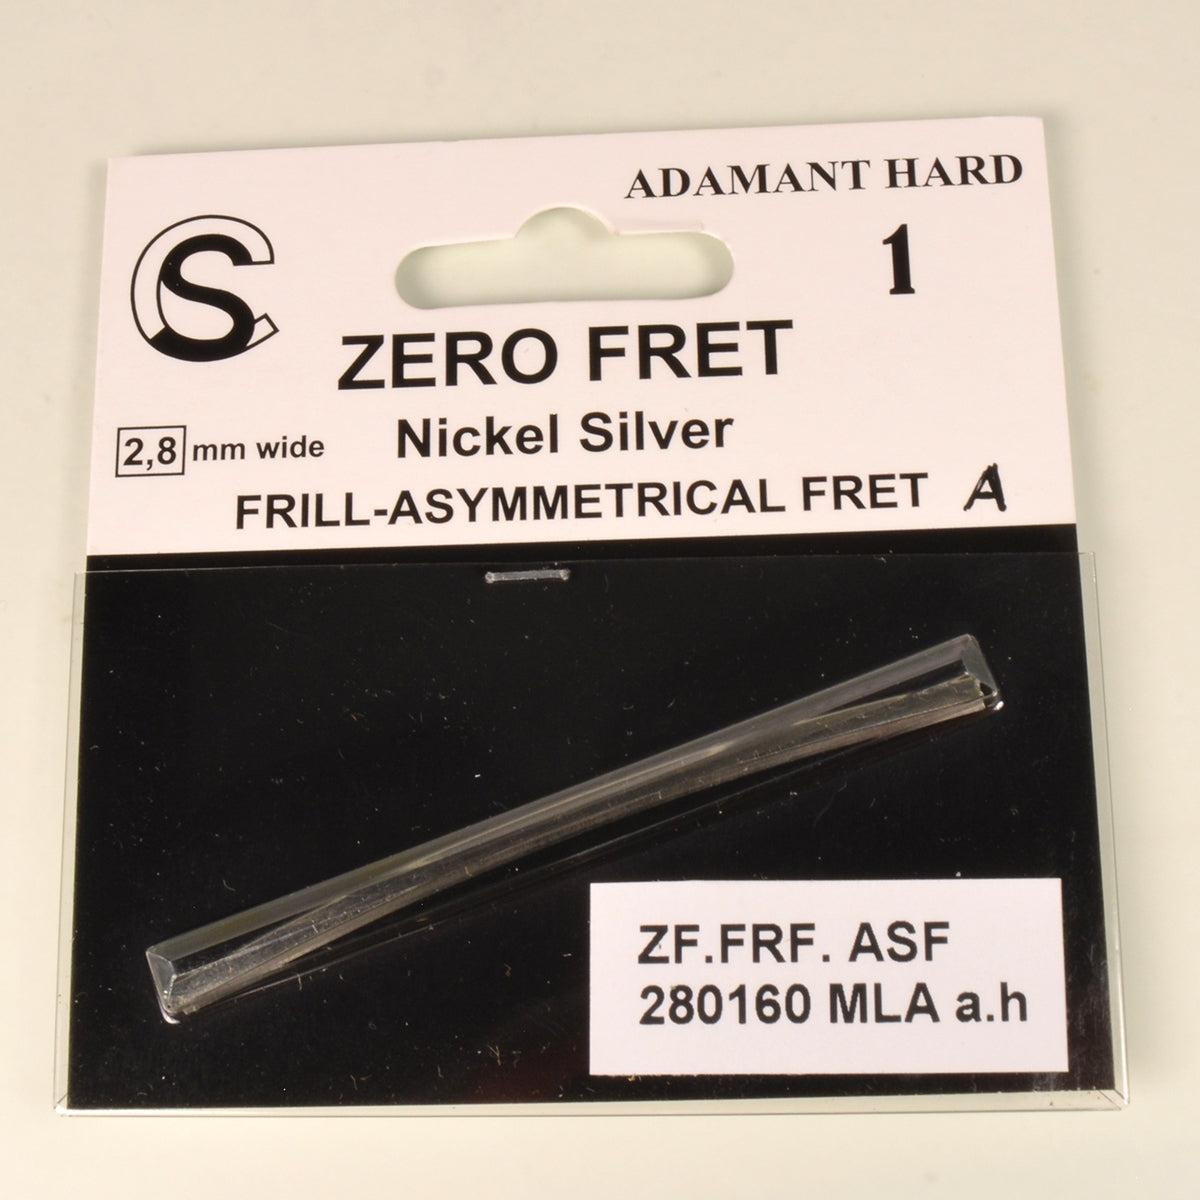 ADAMANT HARD
CS
1
ZERO FRET
2,8 mm wide
Nickel Silver
FRILL-ASYMMETRICAL FRET A
ZF.FRF. ASF
280160 MLA a.h